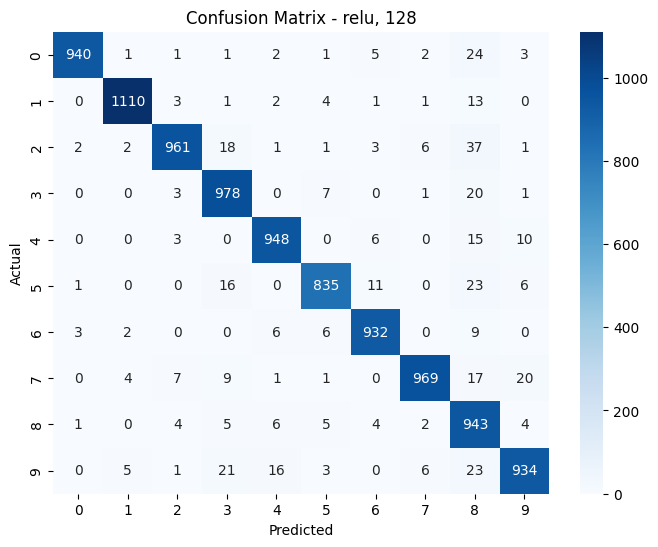 Confusion Matrix - relu, 128
0 940 1 1 1 2 1 5 2 24 3
1 0 1110 3 1 2 4 1 1 13 0
2 2 2 961 18 1 1 3 6 37 1
3 0 0 3 978 0 7 0 1 20 1
4 0 0 3 0 948 0 6 0 15 10
5 1 0 0 16 0 835 11 0 23 6
6 3 2 0 0 6 6 932 0 9 0
7 0 4 7 9 1 1 0 969 17 20
8 1 0 4 5 6 5 4 2 943 4
9 0 5 1 21 16 3 0 6 23 934
0 1 2 3 4 5 6 7 8 9
Predicted
Actual
1000
800
600
400
200
0